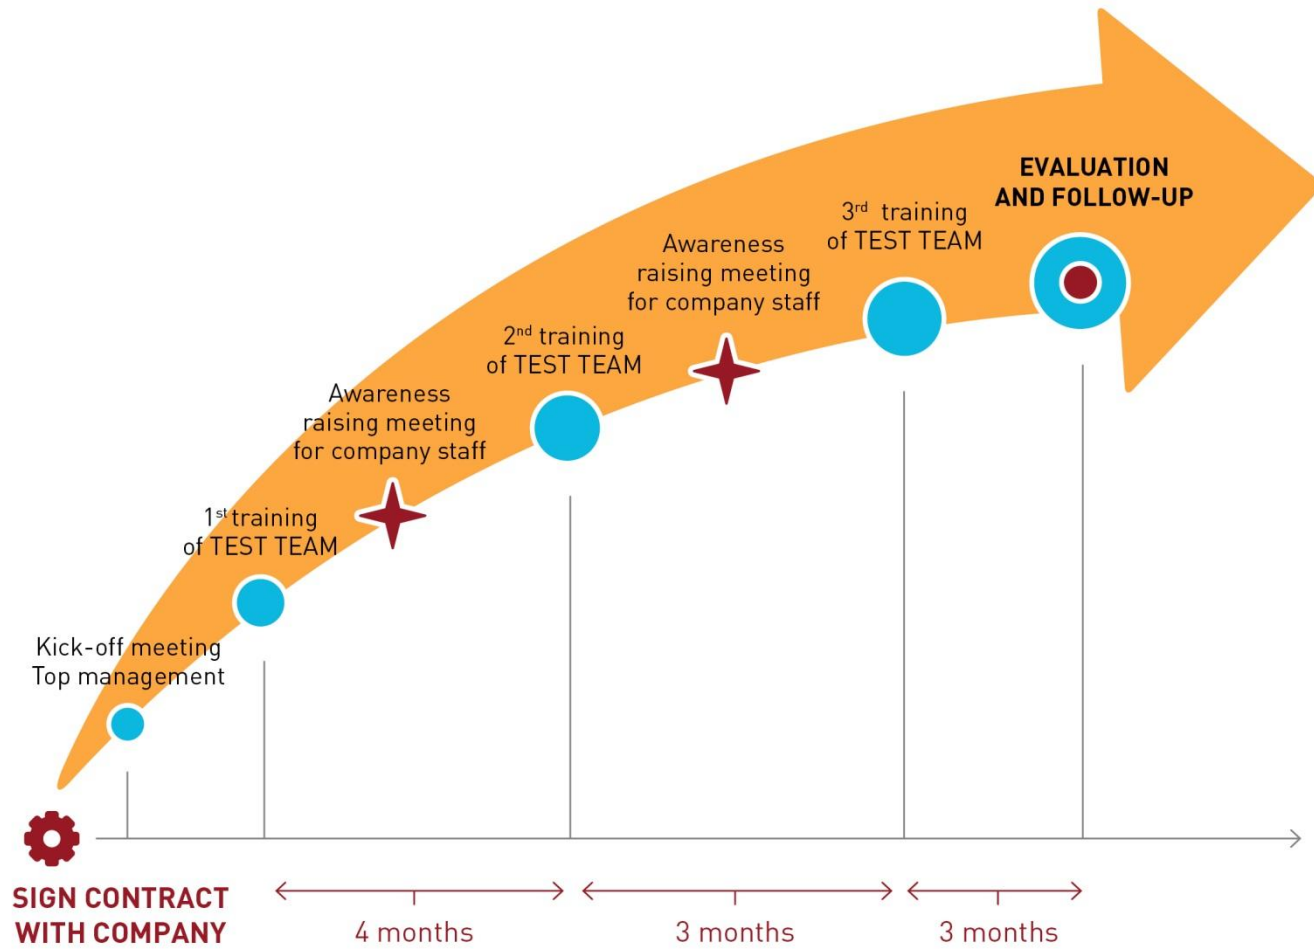 EVALUATION
AND FOLLOW-UP
3rd training
of TEST TEAM
Awareness
raising meeting
for company staff
2nd training
of TEST TEAM
Awareness
raising meeting
for company staff
1st training
of TEST TEAM
Kick-off meeting
Top management
SIGN CONTRACT
WITH COMPANY
4 months
3 months
3 months